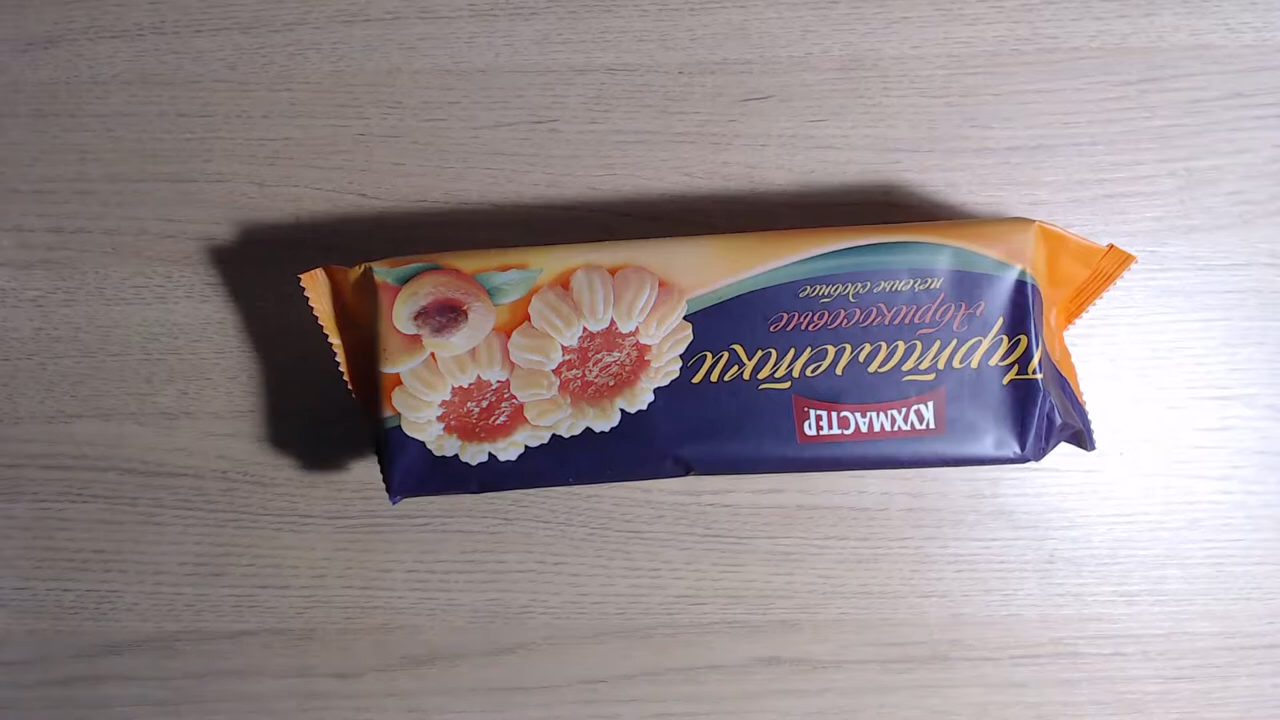 КУХМАСТЕР
Тарталетки
Абрикосовые
печенье сдобное